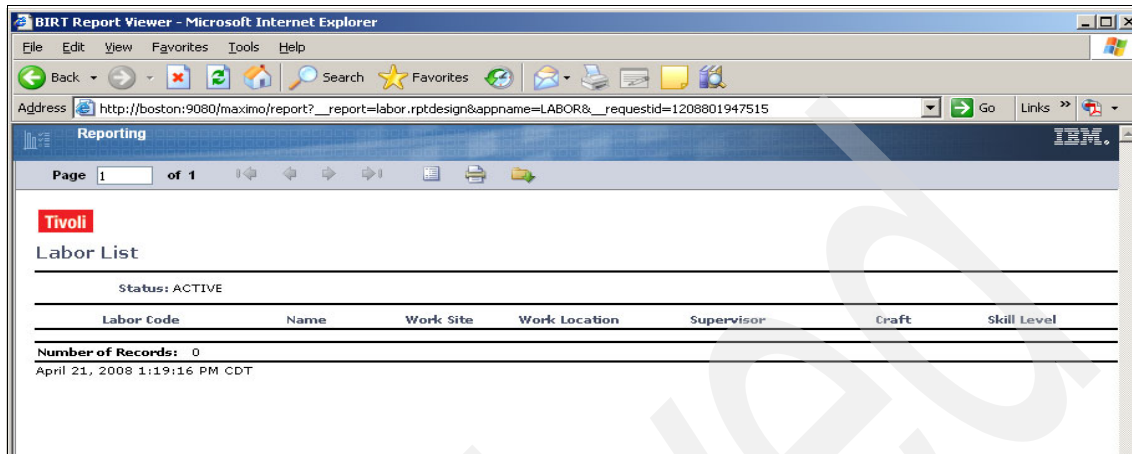 BIRT Report Viewer - Microsoft Internet Explorer
File Edit View Favorites Tools Help
Back Search Favorites
Address http://boston:9080/maximo/report?__report=labor.rptdesign&appname=LABOR&__requestid=1208801947515 Go Links »
Reporting IBM.
Page 1 of 1
Tivoli
Labor List
Status: ACTIVE
Labor Code Name Work Site Work Location Supervisor Craft Skill Level
Number of Records: 0
April 21, 2008 1:19:16 PM CDT